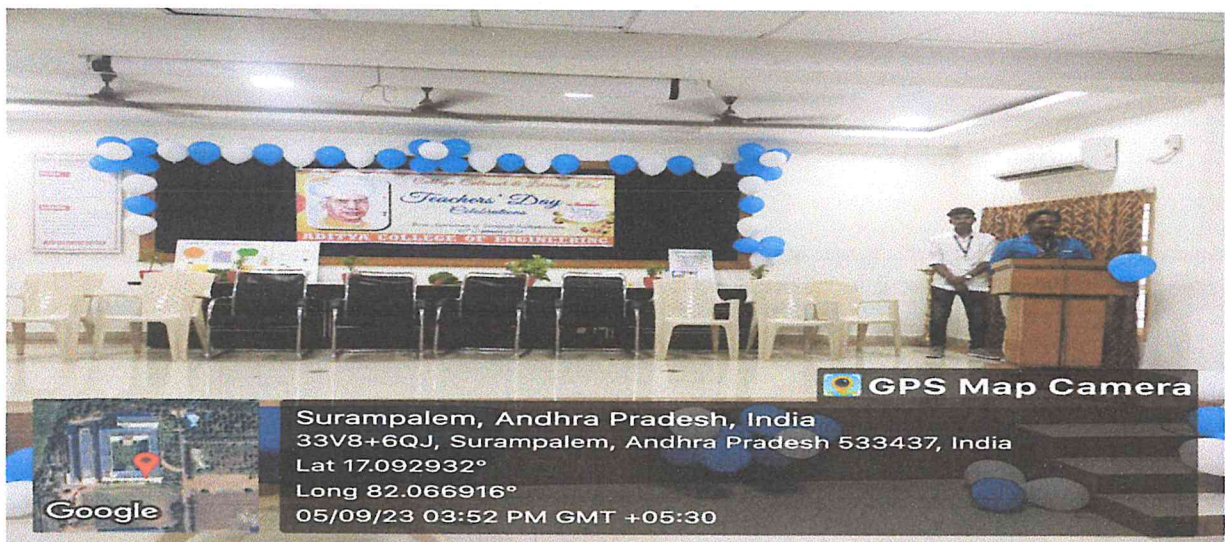 Teachers' Day
Celebrations
ADITYA COLLEGE OF ENGINEERING
GPS Map Camera
Surampalem, Andhra Pradesh, India
33V8+6QJ, Surampalem, Andhra Pradesh 533437, India
Lat 17.092932°
Long 82.066916°
05/09/23 03:52 PM GMT +05:30
Google